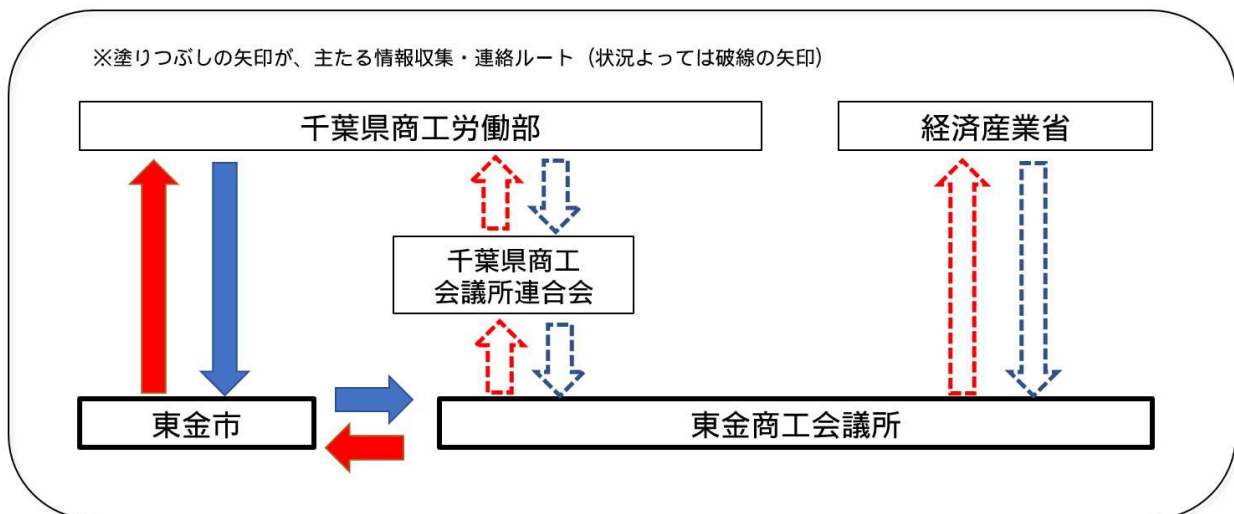 ※塗りつぶしの矢印が、主たる情報収集・連絡ルート（状況よっては破線の矢印）
千葉県商工労働部
経済産業省
千葉県商工
会議所連合会
東金市
東金商工会議所